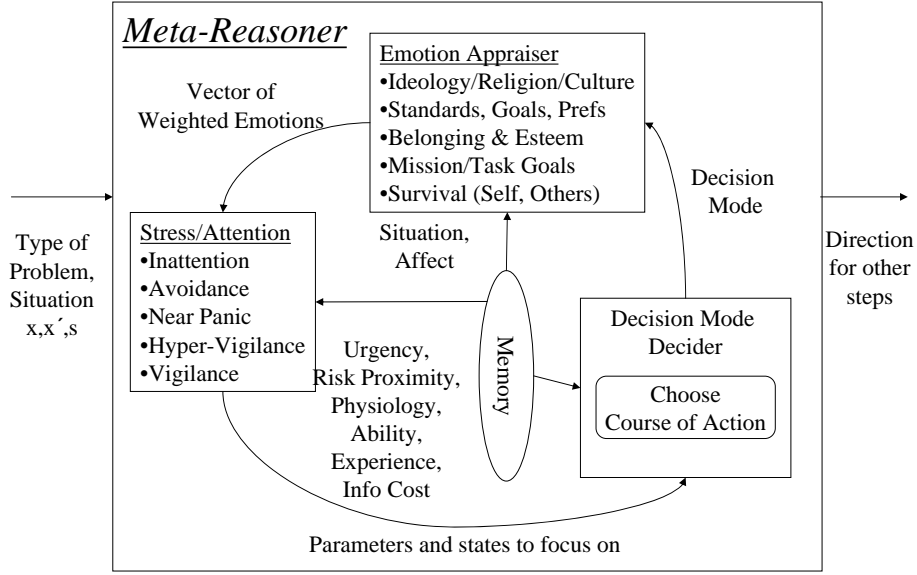 Meta-Reasoner
Emotion Appraiser
•Ideology/Religion/Culture
•Standards, Goals, Prefs
•Belonging & Esteem
•Mission/Task Goals
•Survival (Self, Others)
Vector of
Weighted Emotions
Decision
Mode
Type of
Problem,
Situation
x,x´,s
Stress/Attention
•Inattention
•Avoidance
•Near Panic
•Hyper-Vigilance
•Vigilance
Situation,
Affect
Direction
for other
steps
Urgency,
Risk Proximity,
Physiology,
Ability,
Experience,
Info Cost
Memory
Decision Mode
Decider
Choose
Course of Action
Parameters and states to focus on